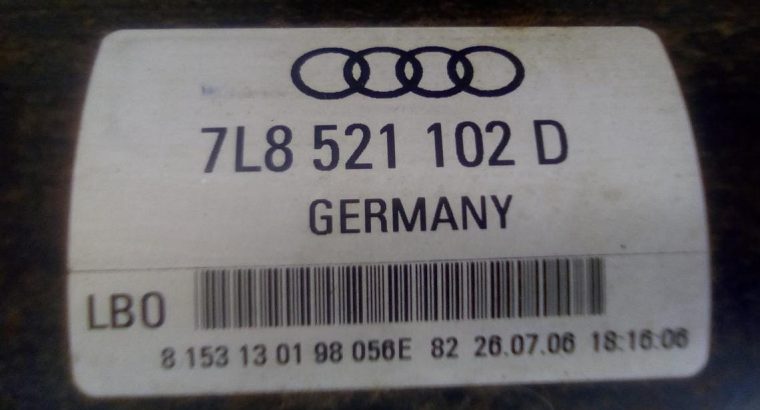 7L8 521 102 D
GERMANY
LBO
8 153 13 01 98 056E 82 26.07.06 18:16:06